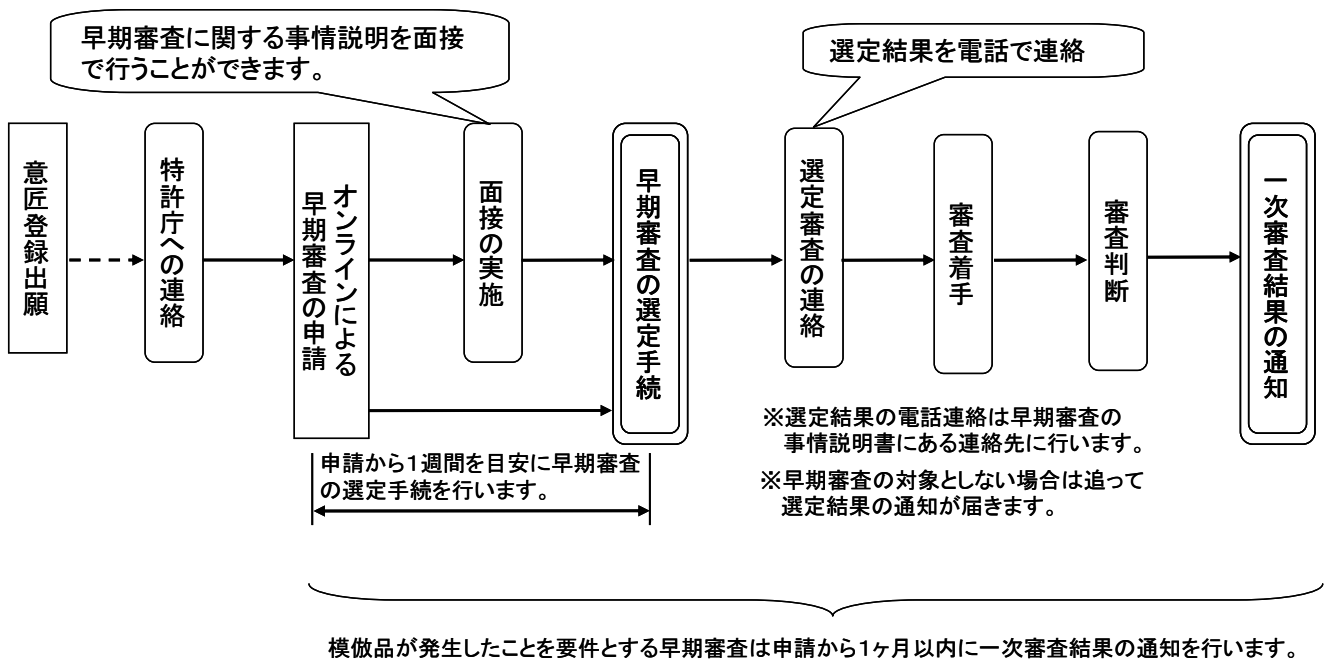 早期審査に関する事情説明を面接
で行うことができます。
選定結果を電話で連絡
意匠登録出願
特許庁への連絡
オンラインによる
早期審査の申請
面接の実施
早期審査の選定手続
選定審査の連絡
審査着手
審査判断
一次審査結果の通知
申請から1週間を目安に早期審査
の選定手続を行います。
※選定結果の電話連絡は早期審査の
事情説明書にある連絡先に行います。
※早期審査の対象としない場合は追って
選定結果の通知が届きます。
模倣品が発生したことを要件とする早期審査は申請から1ヶ月以内に一次審査結果の通知を行います。